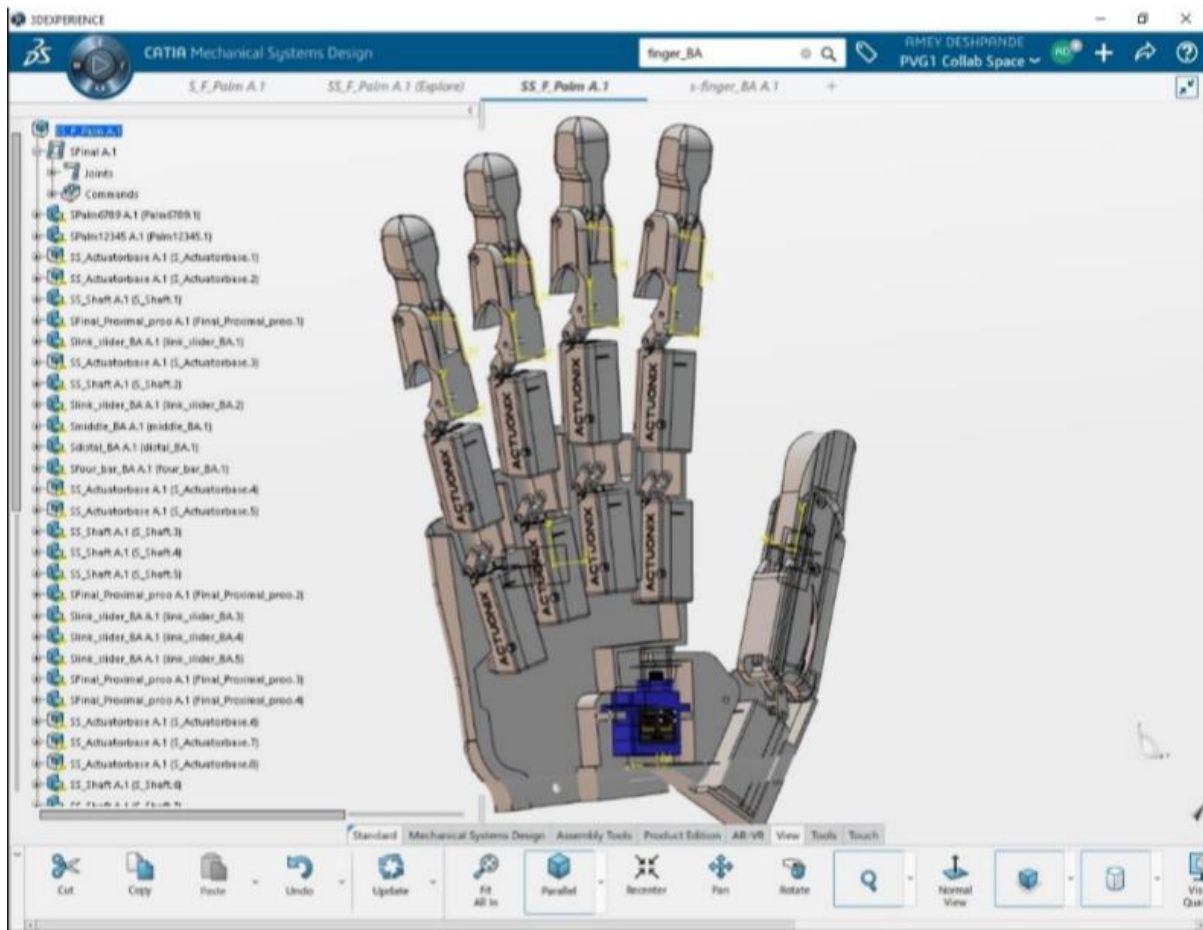 3DEXPERIENCE
3DS CATIA Mechanical Systems Design finger_BA AMEY DESHPANDE
PVG1 Collab Space AD
S_F_Palm A.1 SS_F_Palm A.1 (Explore) SS_F_Palm A.1 s-finger_BA A.1 +
SS_F_Palm A.1
SFinal A.1
Joints
Commands
SPalm6789 A.1 (Palm6789.1)
SPalm12345 A.1 (Palm12345.1)
SS_Actuatorbase A.1 (S_Actuatorbase.1)
SS_Actuatorbase A.1 (S_Actuatorbase.2)
SS_Shaft A.1 (S_Shaft.1)
SFinal_Proximal_proo A.1 (Final_Proximal_proo.1)
Slink_slider_BA A.1 (link_slider_BA.1)
SS_Actuatorbase A.1 (S_Actuatorbase.3)
SS_Shaft A.1 (S_Shaft.2)
Slink_slider_BA A.1 (link_slider_BA.2)
Smiddle_BA A.1 (middle_BA.1)
Sdistal_BA A.1 (distal_BA.1)
Sfour_bar_BA A.1 (four_bar_BA.1)
SS_Actuatorbase A.1 (S_Actuatorbase.4)
SS_Actuatorbase A.1 (S_Actuatorbase.5)
SS_Shaft A.1 (S_Shaft.3)
SS_Shaft A.1 (S_Shaft.4)
SS_Shaft A.1 (S_Shaft.5)
SFinal_Proximal_proo A.1 (Final_Proximal_proo.2)
Slink_slider_BA A.1 (link_slider_BA.3)
Slink_slider_BA A.1 (link_slider_BA.4)
Slink_slider_BA A.1 (link_slider_BA.5)
SFinal_Proximal_proo A.1 (Final_Proximal_proo.3)
SFinal_Proximal_proo A.1 (Final_Proximal_proo.4)
SS_Actuatorbase A.1 (S_Actuatorbase.6)
SS_Actuatorbase A.1 (S_Actuatorbase.7)
SS_Actuatorbase A.1 (S_Actuatorbase.8)
SS_Shaft A.1 (S_Shaft.6)
ACTUONIX
ACTUONIX
ACTUONIX
ACTUONIX
ACTUONIX
ACTUONIX
ACTUONIX
ACTUONIX
Standard Mechanical Systems Design Assembly Tools Product Edition AR-VR View Tools Touch
Cut Copy Paste Undo Update Fit All In Parallel Recenter Pan Rotate Normal View